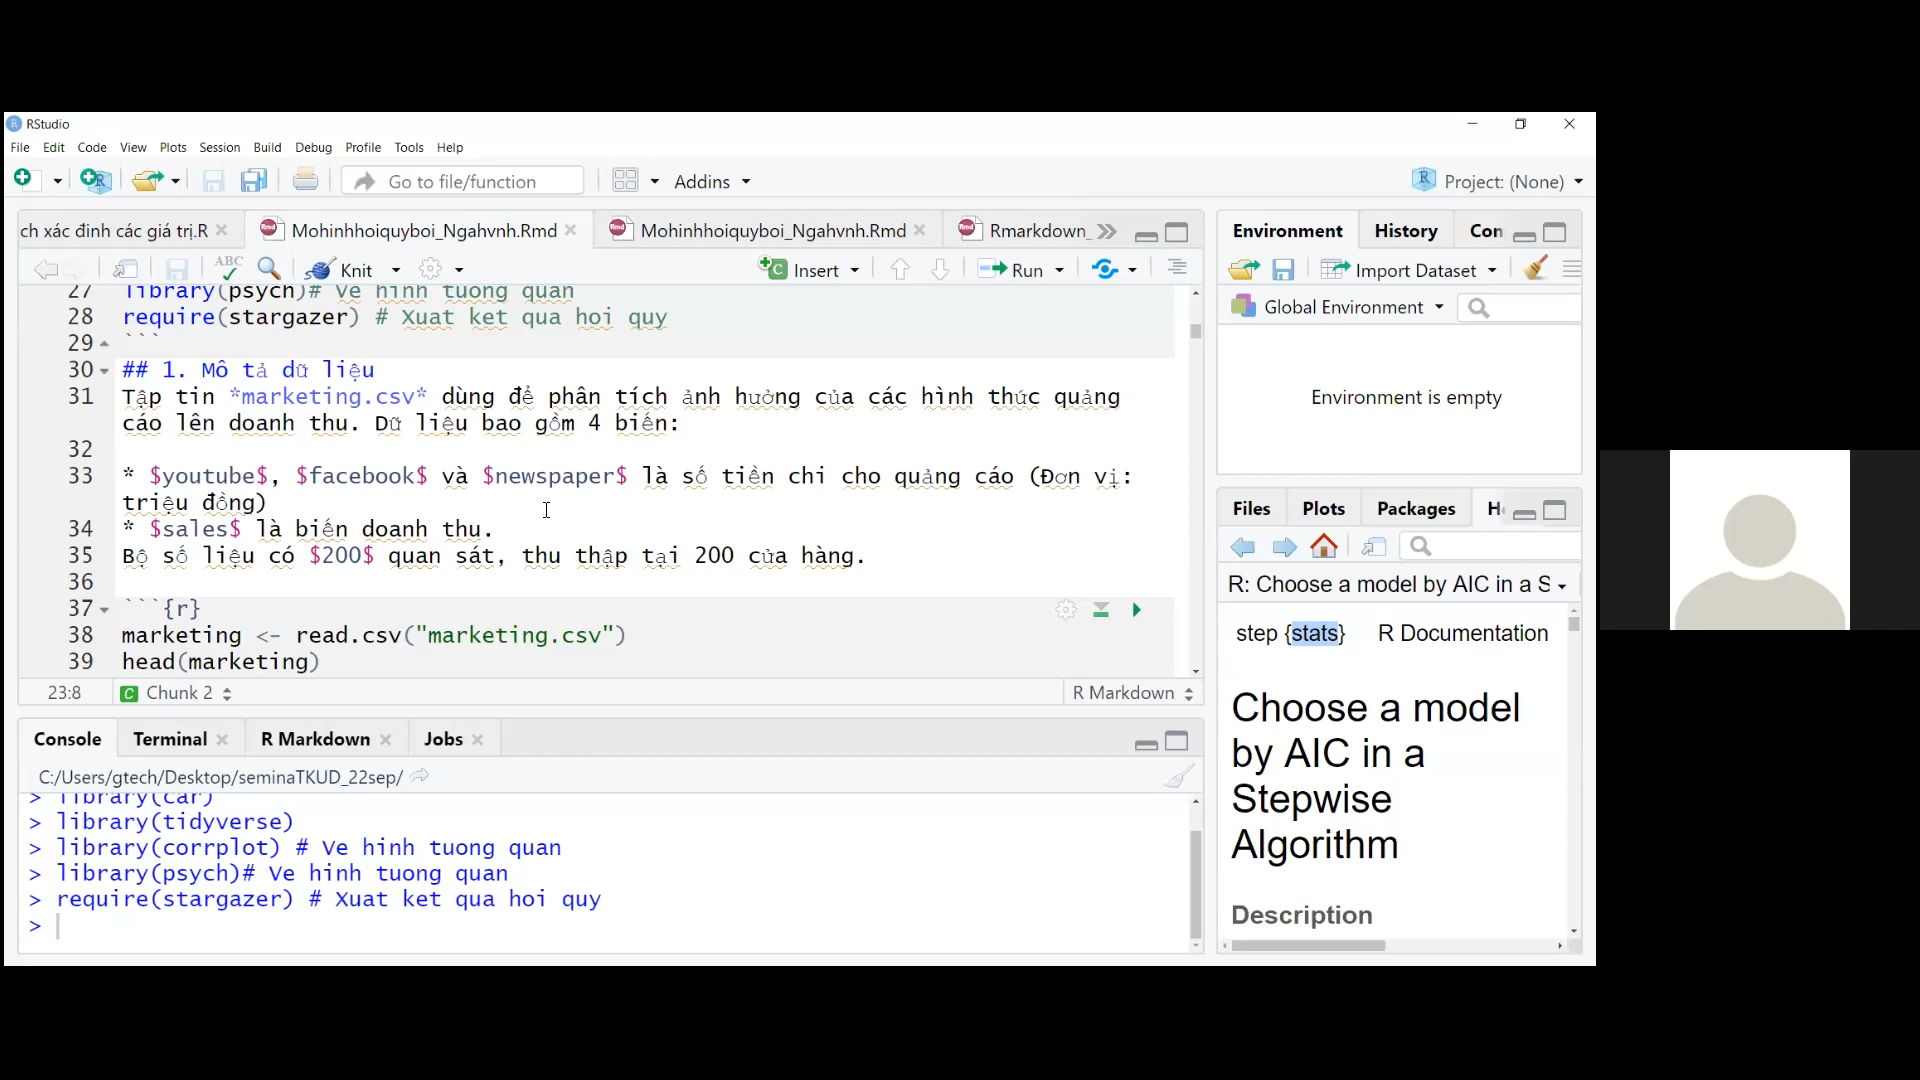 RStudio
File Edit Code View Plots Session Build Debug Profile Tools Help
Go to file/function
Addins
Project: (None)
ch xác đinh các giá trị.R
Mohinhhoiquyboi_Ngahvnh.Rmd
Mohinhhoiquyboi_Ngahvnh.Rmd
Rmarkdown_
ABC
Knit
Insert
Run
27 library(psych)# Ve hinh tuong quan
28 require(stargazer) # Xuat ket qua hoi quy
29 ```
30 ## 1. Mô tả dữ liệu
31 Tập tin *marketing.csv* dùng để phân tích ảnh hưởng của các hình thức quảng
cáo lên doanh thu. Dữ liệu bao gồm 4 biến:
32
33 * $youtube$, $facebook$ và $newspaper$ là số tiền chi cho quảng cáo (Đơn vị:
triệu đồng)
34 * $sales$ là biến doanh thu.
35 Bộ số liệu có $200$ quan sát, thu thập tại 200 cửa hàng.
36
37 ```{r}
38 marketing <- read.csv("marketing.csv")
39 head(marketing)
23:8
C Chunk 2
R Markdown
Console Terminal R Markdown Jobs
C:/Users/gtech/Desktop/seminaTKUD_22sep/
> library(car)
> library(tidyverse)
> library(corrplot) # Ve hinh tuong quan
> library(psych)# Ve hinh tuong quan
> require(stargazer) # Xuat ket qua hoi quy
>
Environment History Con
Import Dataset
Global Environment
Environment is empty
Files Plots Packages H
R: Choose a model by AIC in a S
step {stats} R Documentation
Choose a model
by AIC in a
Stepwise
Algorithm
Description